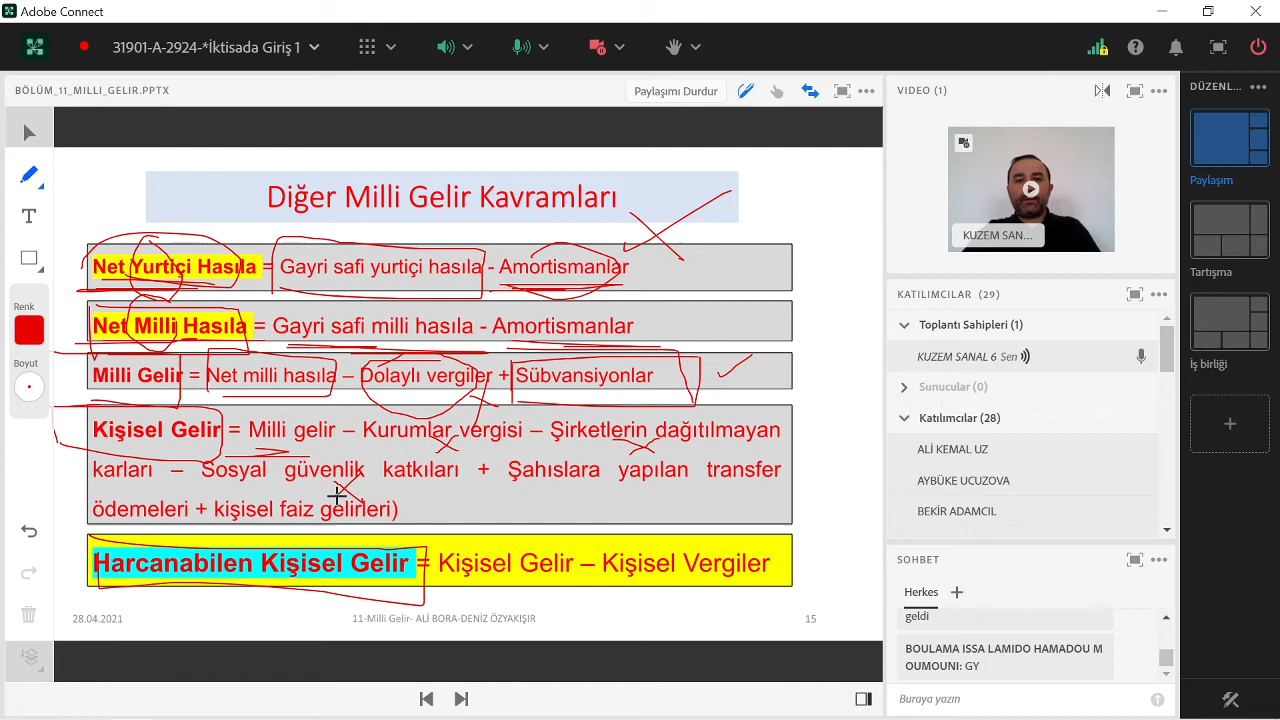 Adobe Connect
31901-A-2924-*İktisada Giriş 1
BÖLÜM_11_MILLI_GELIR.PPTX
Paylaşımı Durdur
Renk
Boyut
Diğer Milli Gelir Kavramları
Net Yurtiçi Hasıla = Gayri safi yurtiçi hasıla - Amortismanlar
Net Milli Hasıla = Gayri safi milli hasıla - Amortismanlar
Milli Gelir = Net milli hasıla – Dolaylı vergiler + Sübvansiyonlar
Kişisel Gelir = Milli gelir – Kurumlar vergisi – Şirketlerin dağıtılmayan
karları – Sosyal güvenlik katkıları + Şahıslara yapılan transfer
ödemeleri + kişisel faiz gelirleri)
Harcanabilen Kişisel Gelir = Kişisel Gelir – Kişisel Vergiler
28.04.2021
11-Milli Gelir- ALİ BORA-DENİZ ÖZYAKIŞIR
15
VIDEO (1)
KUZEM SAN...
KATILIMCILAR (29)
Toplantı Sahipleri (1)
KUZEM SANAL 6 Sen
Sunucular (0)
Katılımcılar (28)
ALİ KEMAL UZ
AYBÜKE UCUZOVA
BEKİR ADAMCIL
SOHBET
Herkes
geldi
BOULAMA ISSA LAMIDO HAMADOU M
OUMOUNI: GY
Buraya yazın
DÜZENL...
Paylaşım
Tartışma
İş birliği